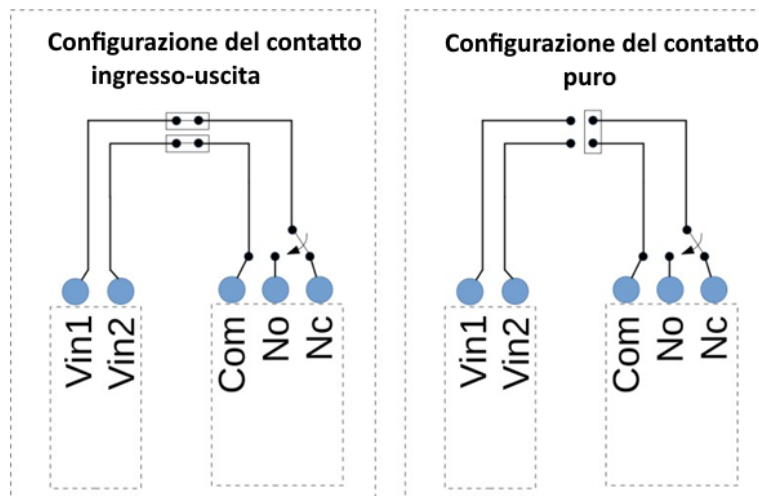 Configurazione del contatto
ingresso-uscita
Vin1
Vin2
Com
No
Nc
Configurazione del contatto
puro
Vin1
Vin2
Com
No
Nc